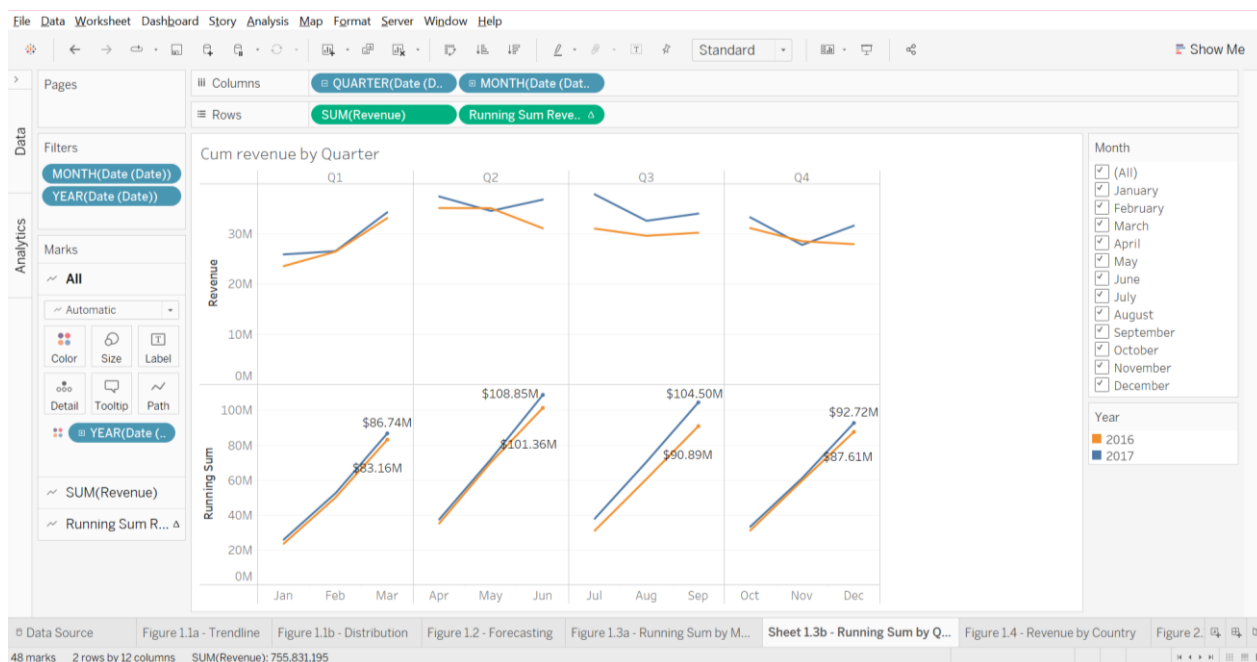 File Data Worksheet Dashboard Story Analysis Map Format Server Window Help
Standard
Show Me
Pages
iii Columns
QUARTER(Date (D..
MONTH(Date (Dat..
Rows
SUM(Revenue)
Running Sum Reve.. Δ
Data
Analytics
Filters
MONTH(Date (Date))
YEAR(Date (Date))
Marks
All
Automatic
Color Size Label
Detail Tooltip Path
YEAR(Date (..
SUM(Revenue)
Running Sum R... Δ
Cum revenue by Quarter
Q1 Q2 Q3 Q4
Revenue
30M
20M
10M
0M
Running Sum
100M
80M
60M
40M
20M
0M
$86.74M
$83.16M
$108.85M
$101.36M
$104.50M
$90.89M
$92.72M
$87.61M
Jan Feb Mar Apr May Jun Jul Aug Sep Oct Nov Dec
Month
(All)
January
February
March
April
May
June
July
August
September
October
November
December
Year
2016
2017
Data Source
Figure 1.1a - Trendline
Figure 1.1b - Distribution
Figure 1.2 - Forecasting
Figure 1.3a - Running Sum by M...
Sheet 1.3b - Running Sum by Q...
Figure 1.4 - Revenue by Country
Figure 2.
48 marks 2 rows by 12 columns SUM(Revenue): 755,831,195